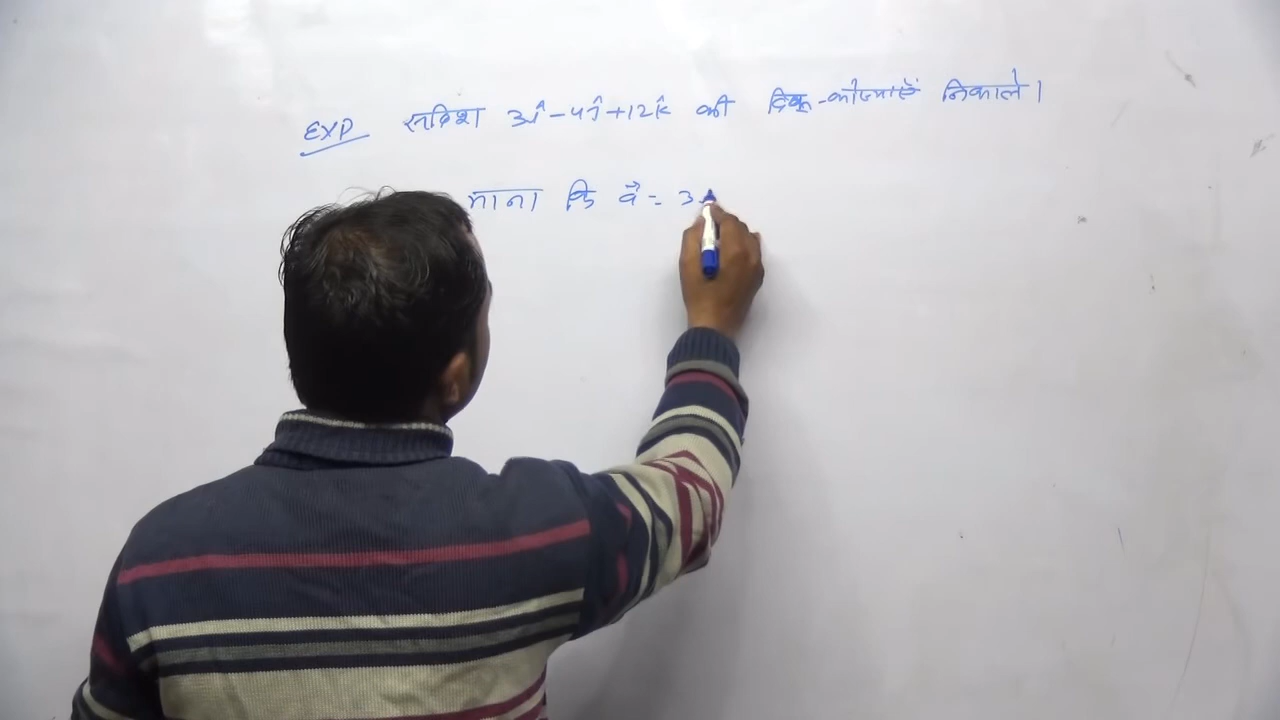 EXP सदिश 3î-4ĵ+12k̂ की दिक्-कोज्याएँ निकाले।
माना कि a⃗ = 3